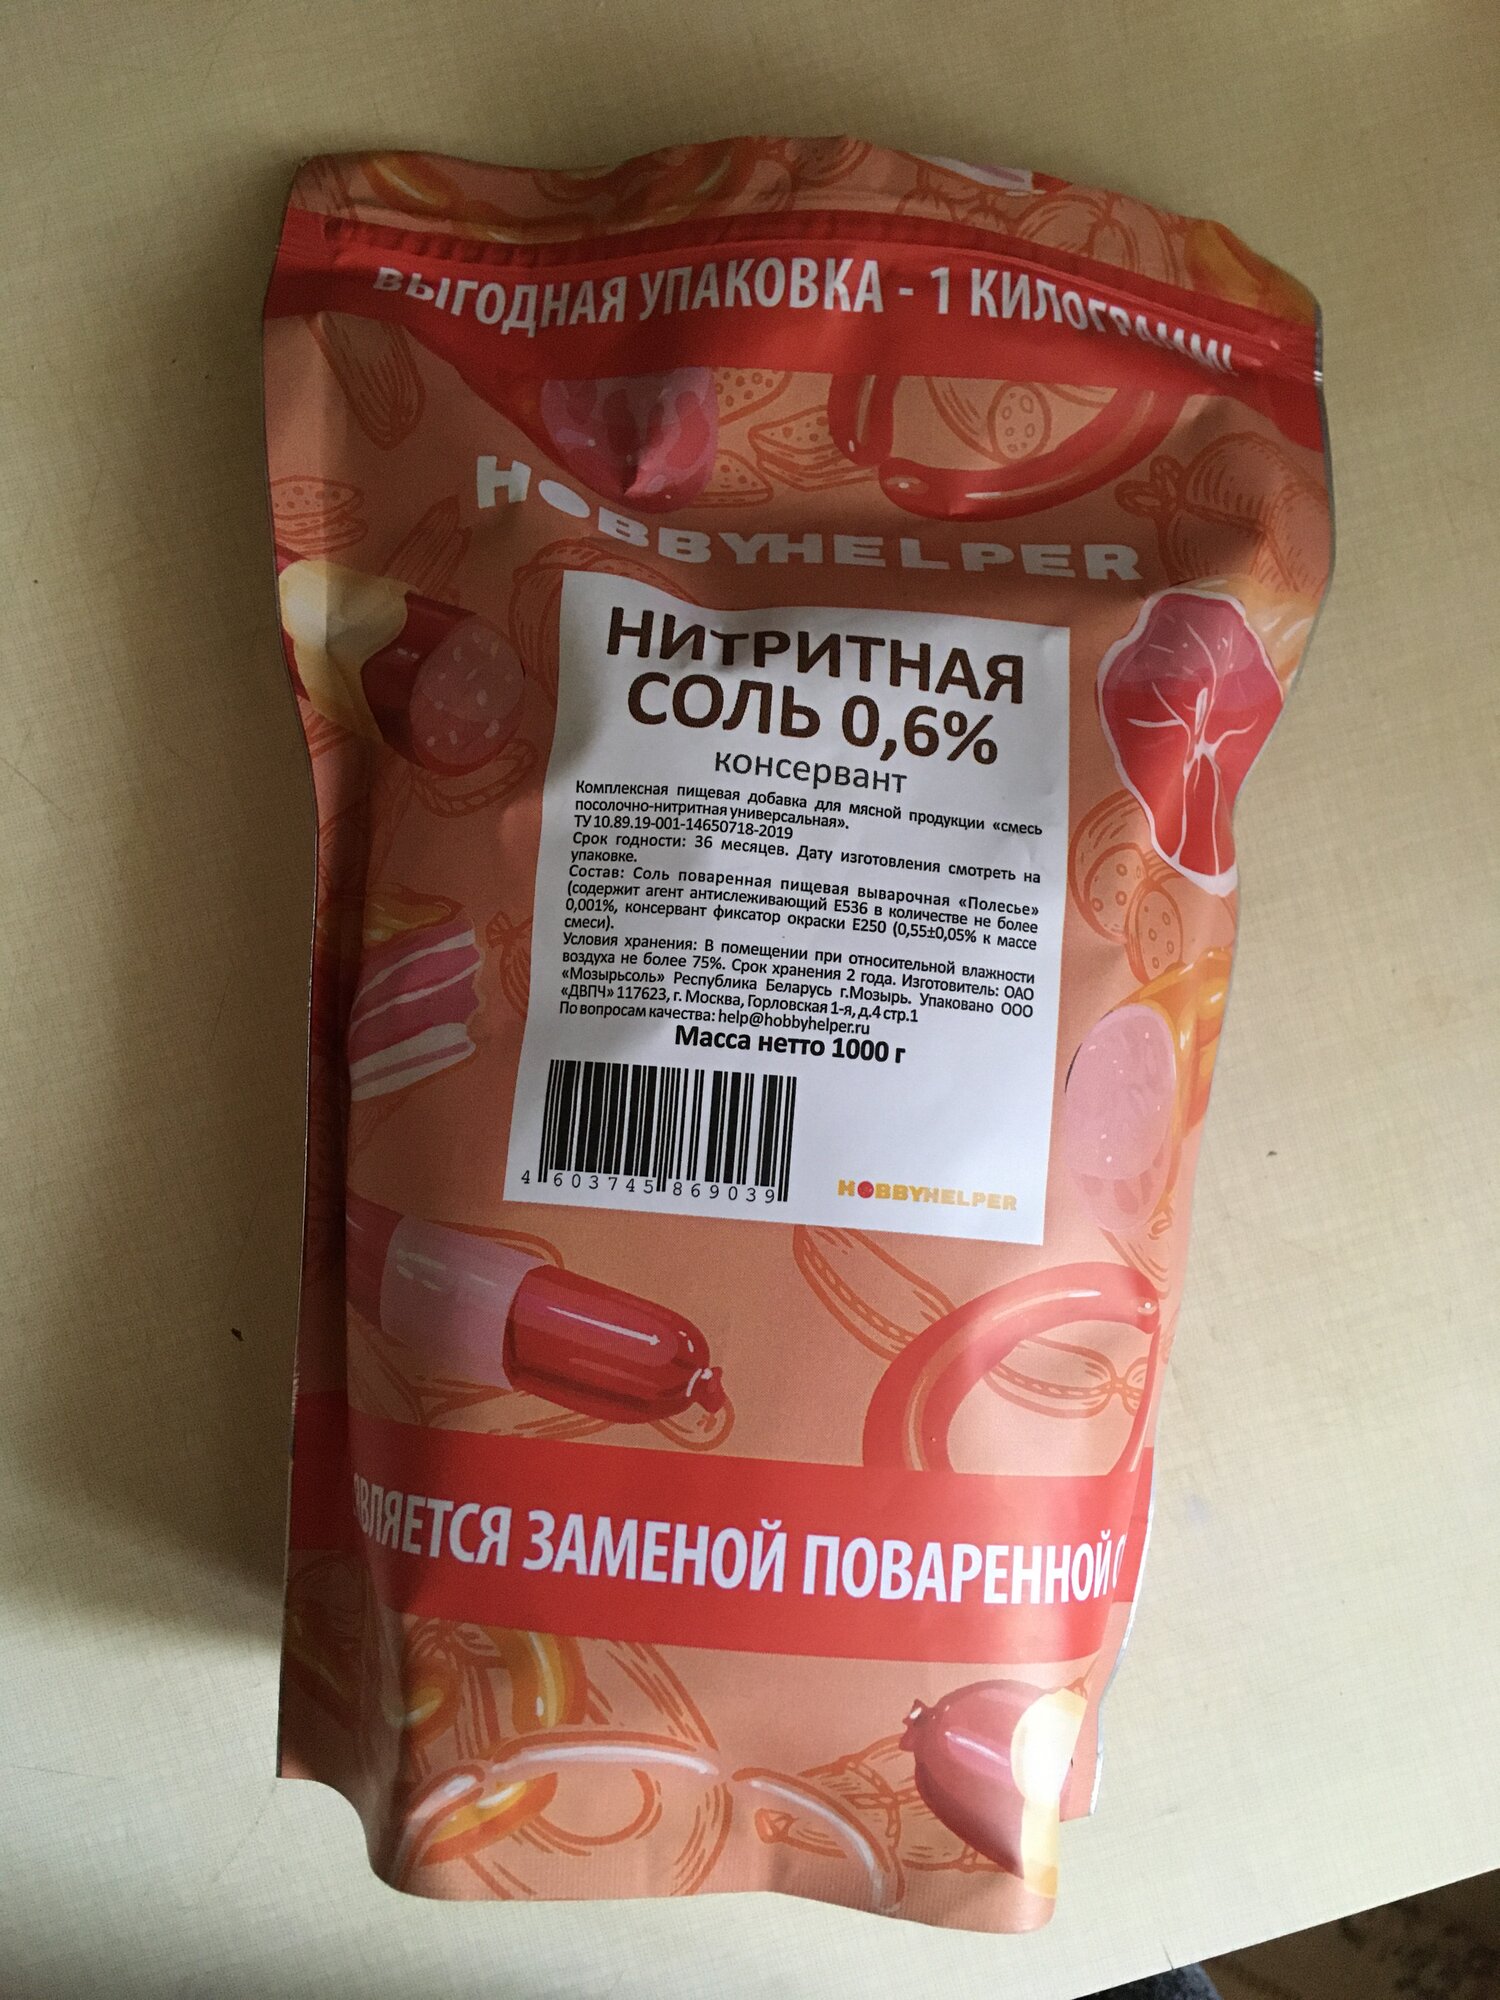 ВЫГОДНАЯ УПАКОВКА - 1 КИЛОГРАММ!
HOBBYHELPER
НИТРИТНАЯ
СОЛЬ 0,6%
консервант
Комплексная пищевая добавка для мясной продукции «смесь
посолочно-нитритная универсальная».
ТУ 10.89.19-001-14650718-2019
Срок годности: 36 месяцев. Дату изготовления смотреть на
упаковке.
Состав: Соль поваренная пищевая выварочная «Полесье»
(содержит агент антислеживающий Е536 в количестве не более
0,001%, консервант фиксатор окраски Е250 (0,55±0,05% к массе
смеси).
Условия хранения: В помещении при относительной влажности
воздуха не более 75%. Срок хранения 2 года. Изготовитель: ОАО
«Мозырьсоль» Республика Беларусь г.Мозырь. Упаковано ООО
«ДВПЧ» 117623, г. Москва, Горловская 1-я, д.4 стр.1
По вопросам качества: help@hobbyhelper.ru
Масса нетто 1000 г
4 603745 869039
HOBBYHELPER
ЗАМЕНОЙ ПОВАРЕННОЙ